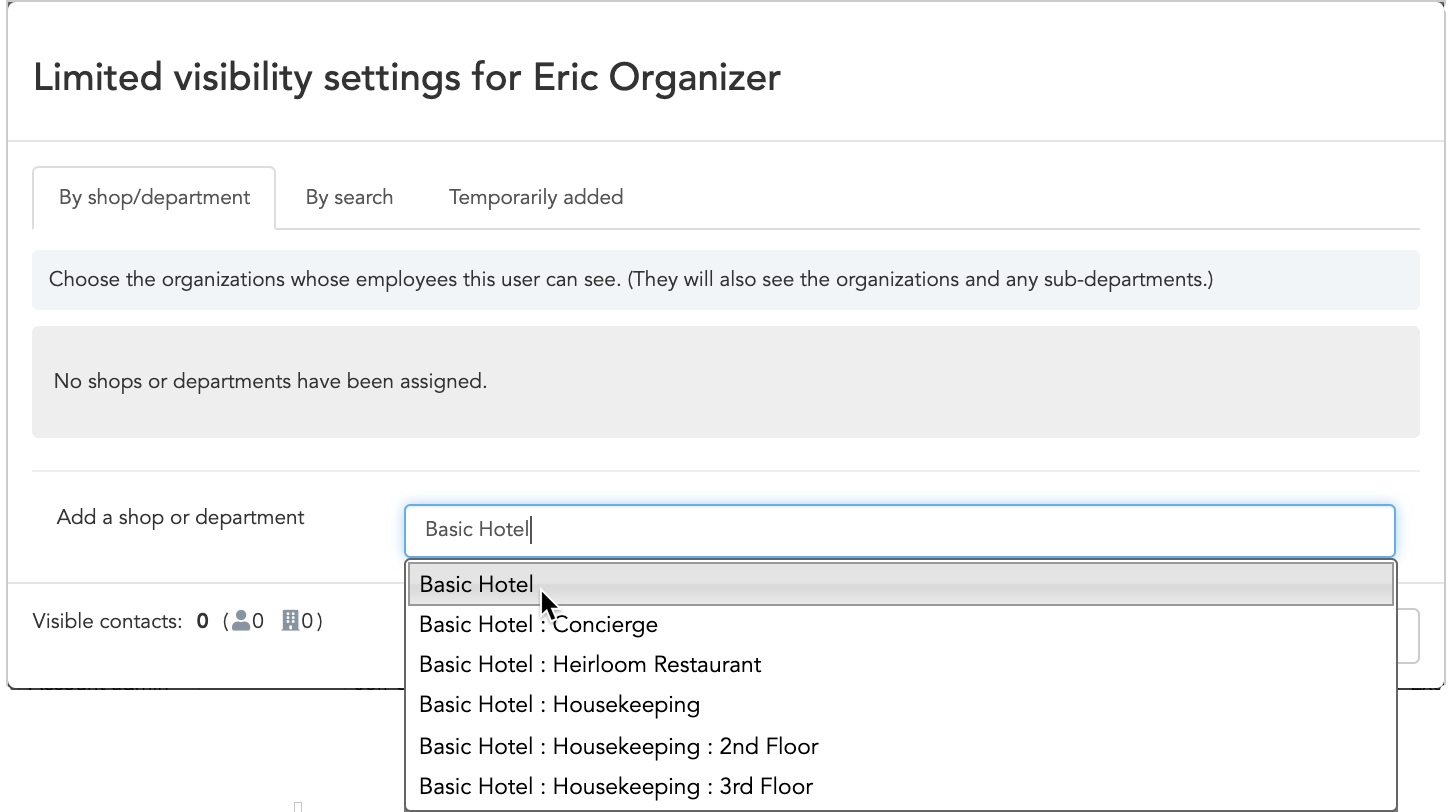 Limited visibility settings for Eric Organizer
By shop/department By search Temporarily added
Choose the organizations whose employees this user can see. (They will also see the organizations and any sub-departments.)
No shops or departments have been assigned.
Add a shop or department
Basic Hotel
Basic Hotel
Basic Hotel : Concierge
Basic Hotel : Heirloom Restaurant
Basic Hotel : Housekeeping
Basic Hotel : Housekeeping : 2nd Floor
Basic Hotel : Housekeeping : 3rd Floor
Visible contacts: 0 (0 0)